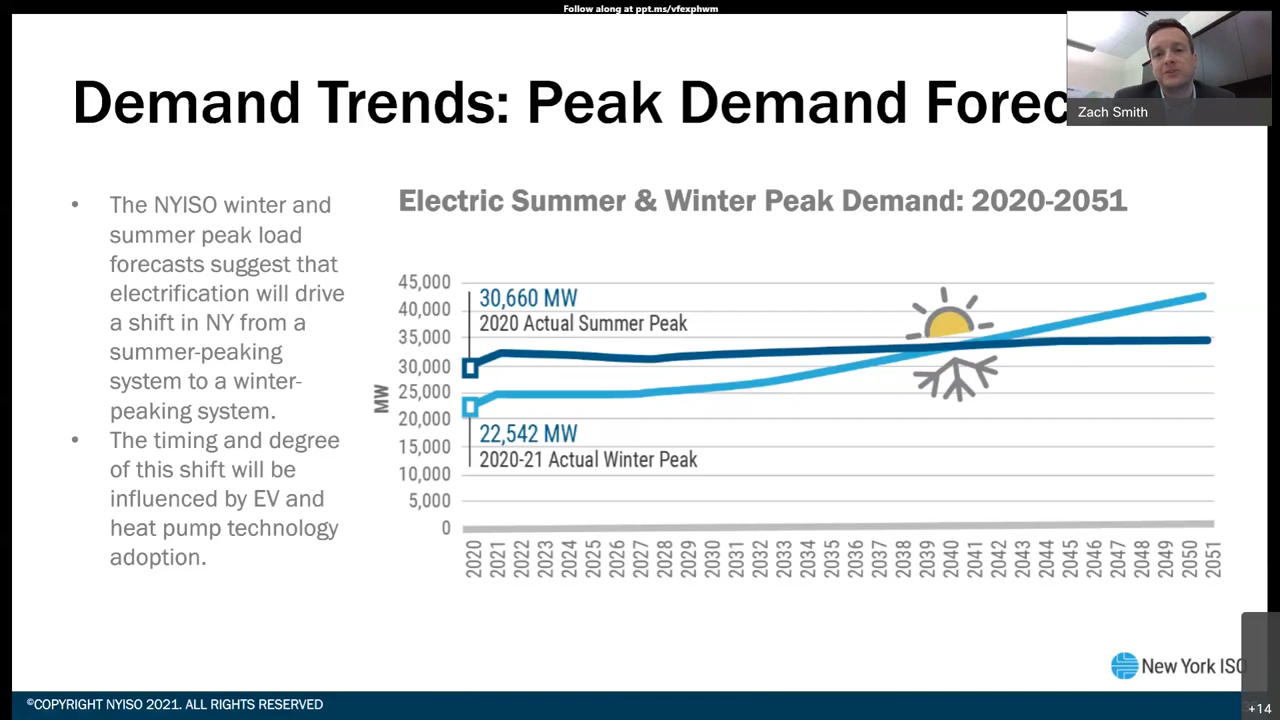 Follow along at ppt.ms/vfexphwm
Zach Smith
Demand Trends: Peak Demand Forec
• The NYISO winter and
summer peak load
forecasts suggest that
electrification will drive
a shift in NY from a
summer-peaking
system to a winter-
peaking system.
• The timing and degree
of this shift will be
influenced by EV and
heat pump technology
adoption.
Electric Summer & Winter Peak Demand: 2020-2051
MW
45,000
40,000
35,000
30,000
25,000
20,000
15,000
10,000
5,000
0
30,660 MW
2020 Actual Summer Peak
22,542 MW
2020-21 Actual Winter Peak
2020
2021
2022
2023
2024
2025
2026
2027
2028
2029
2030
2031
2032
2033
2034
2035
2036
2037
2038
2039
2040
2041
2042
2043
2044
2045
2046
2047
2048
2049
2050
2051
New York ISO
©COPYRIGHT NYISO 2021. ALL RIGHTS RESERVED
+14